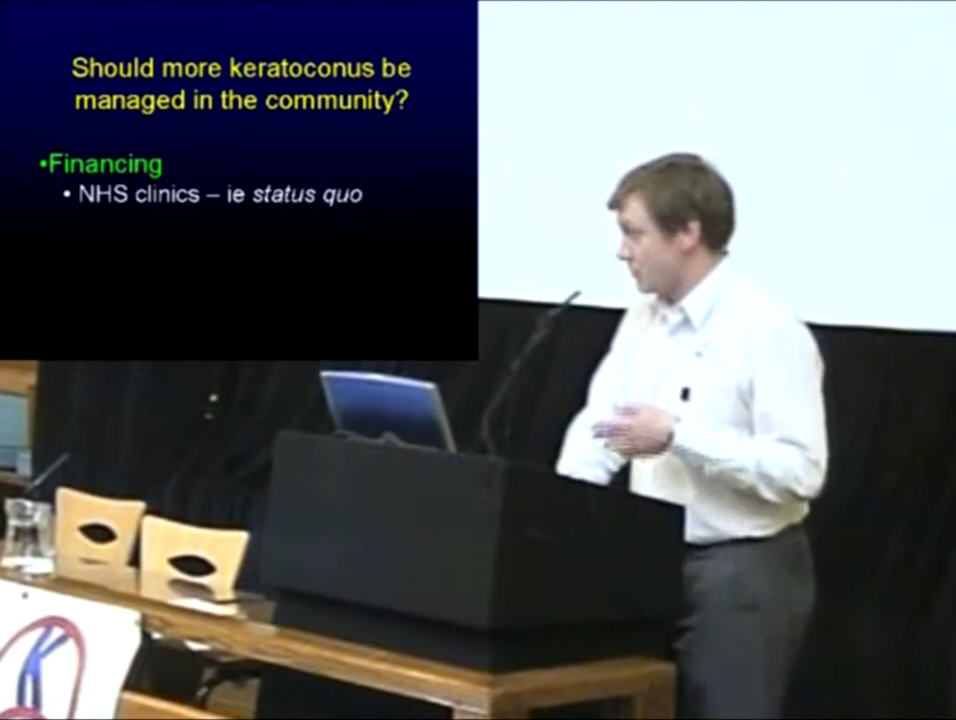 Should more keratoconus be
managed in the community?
•Financing
• NHS clinics – ie status quo